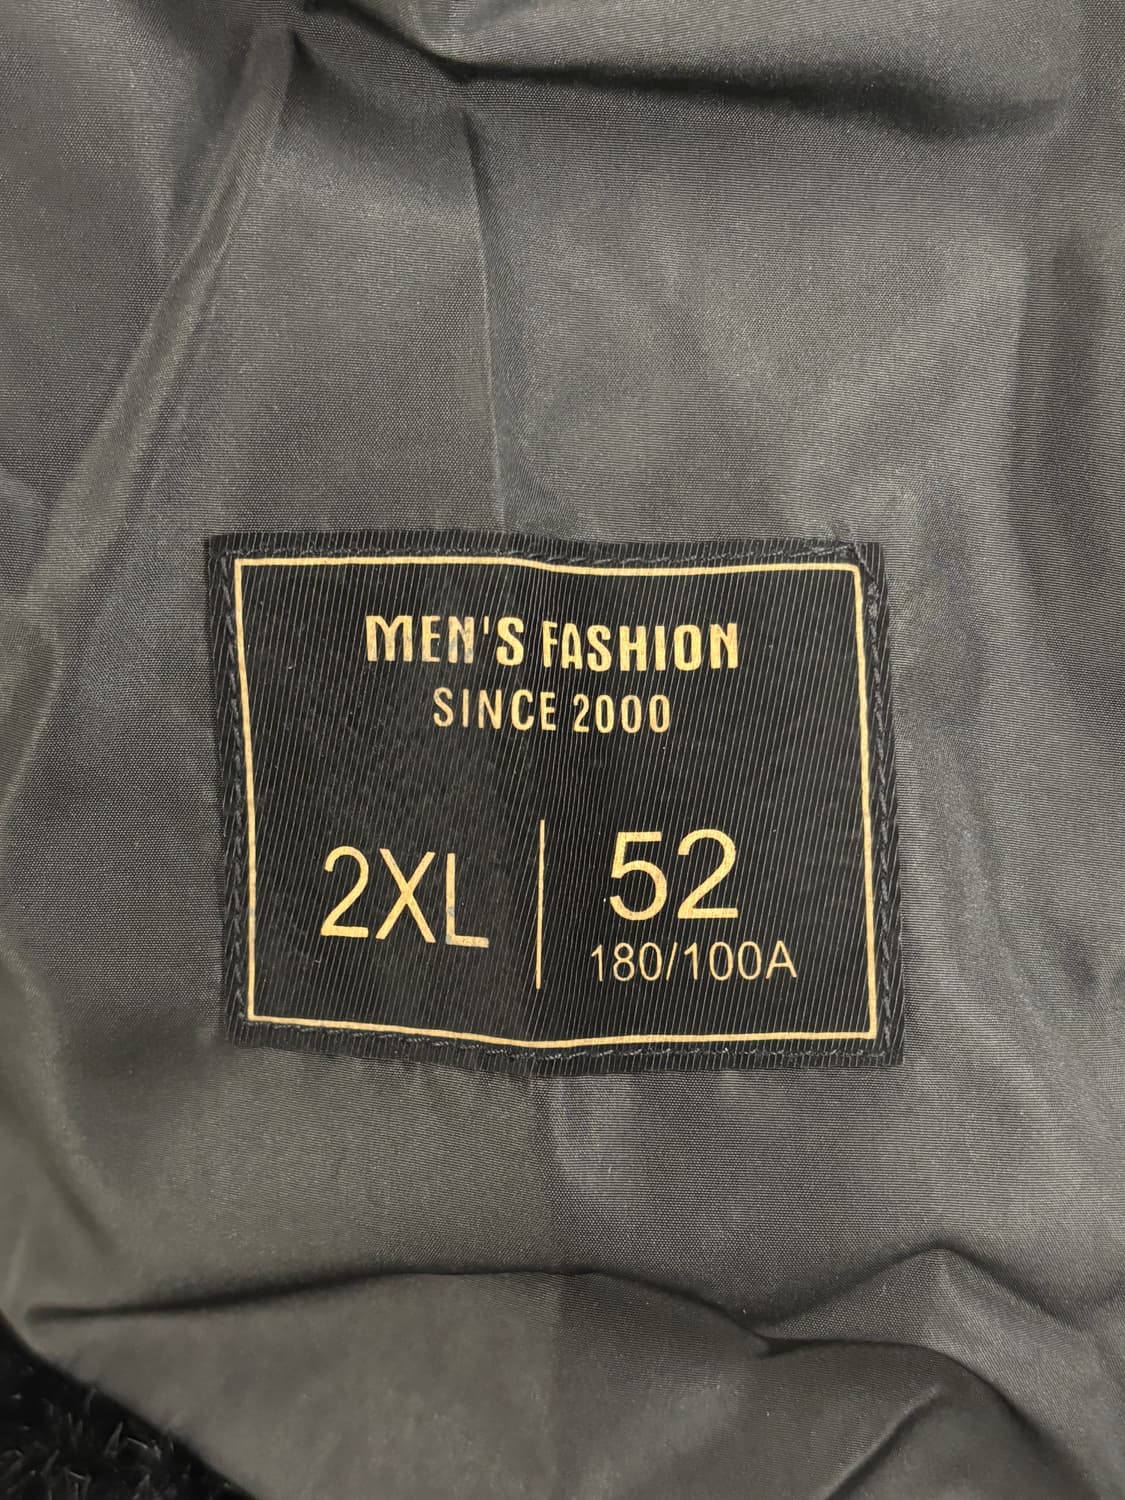 MEN'S FASHION
SINCE 2000
2XL
52
180/100A